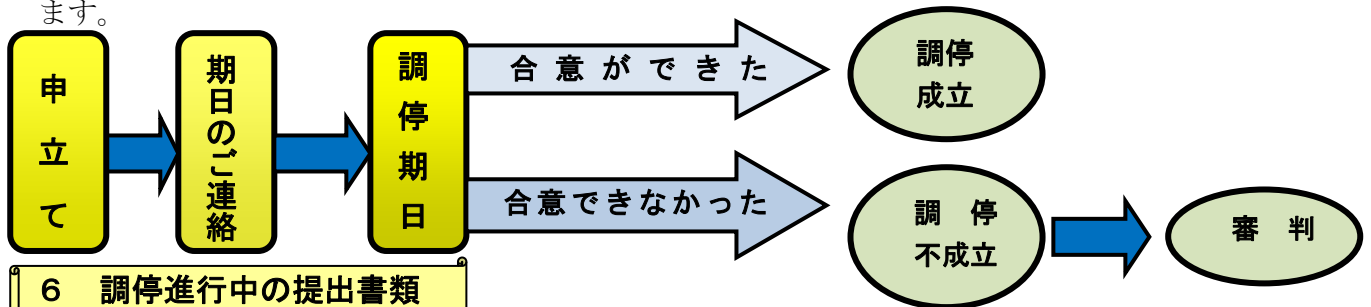 ます。
申立て
期日のご連絡
調停期日
合意ができた
調停
成立
合意できなかった
調　停
不成立
審　判
６　調停進行中の提出書類